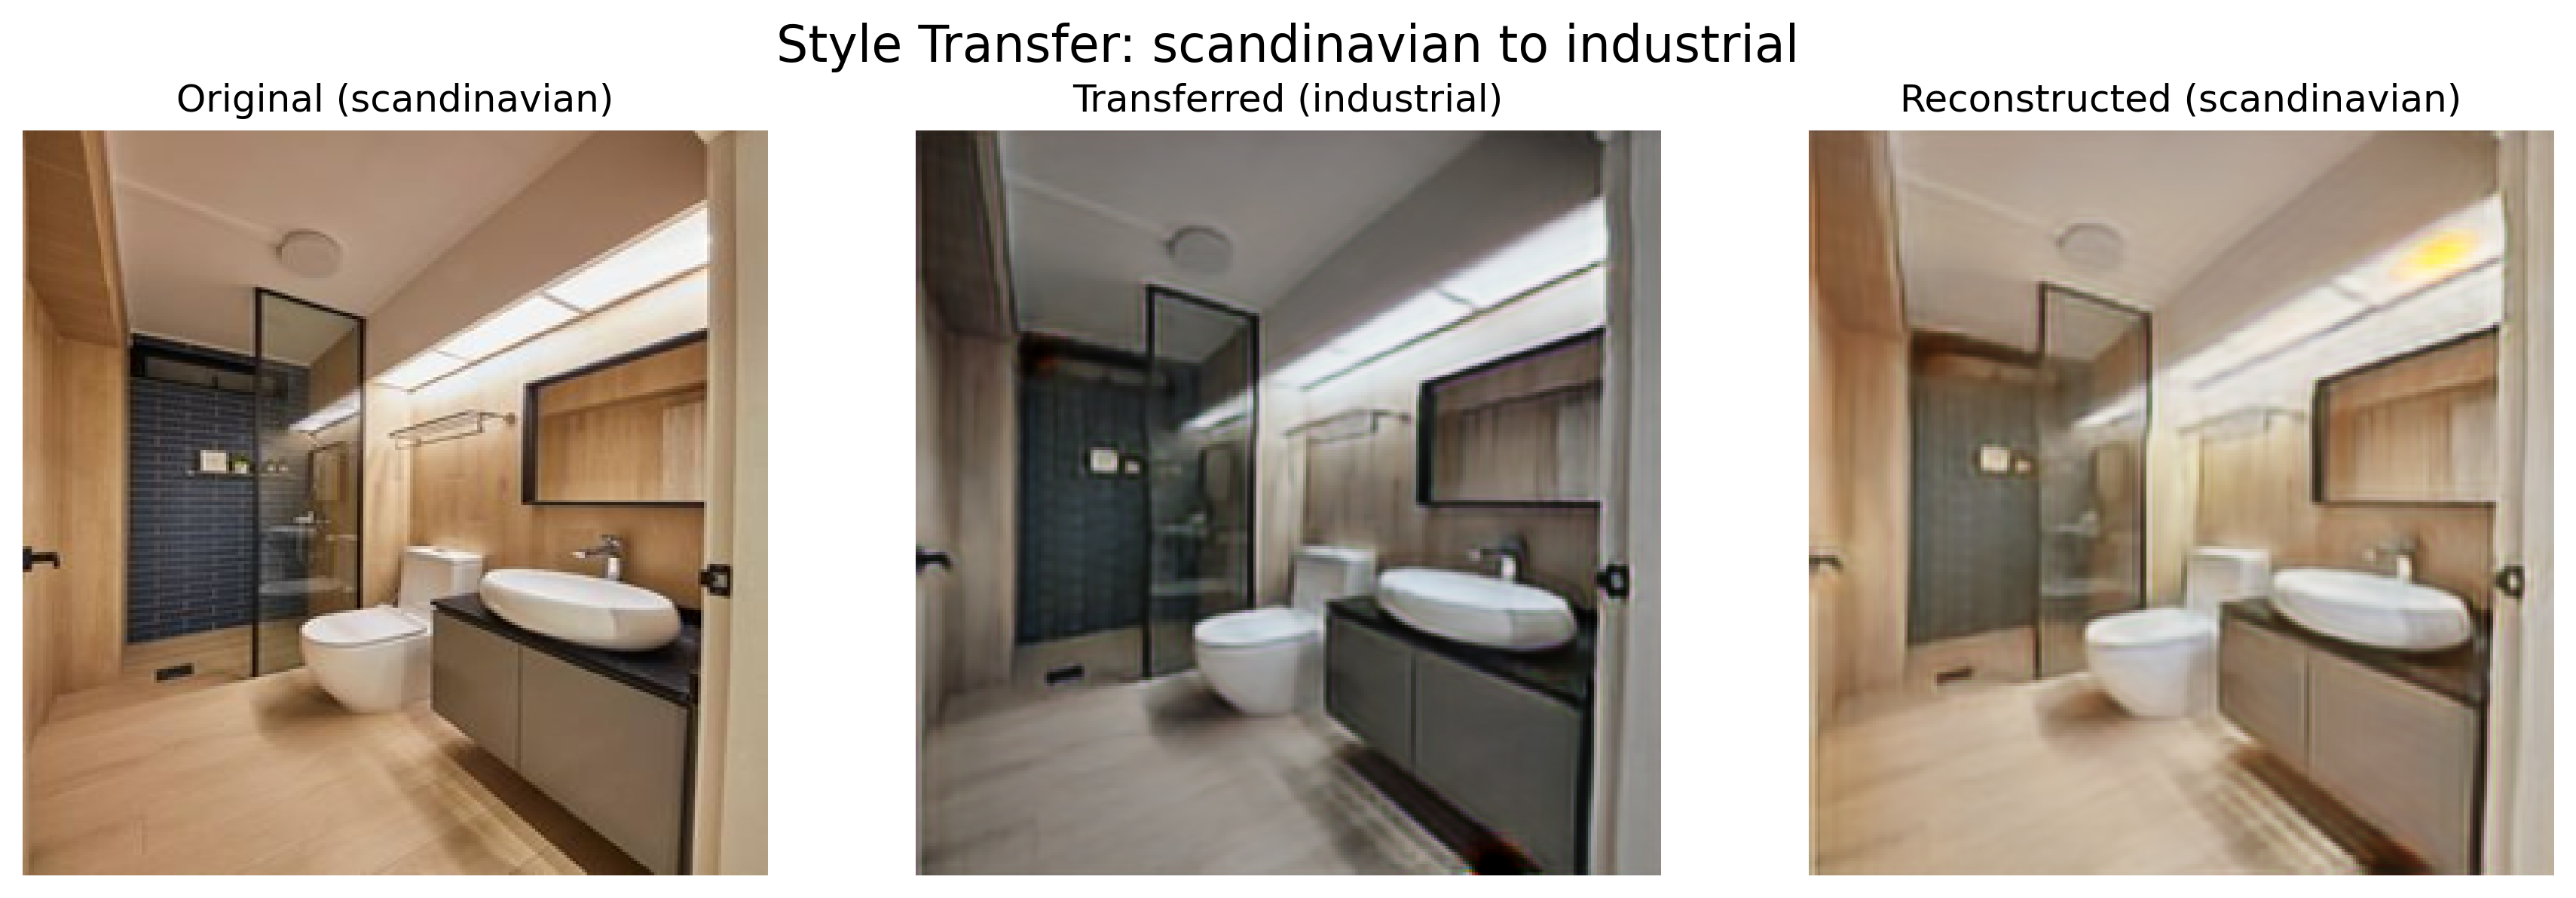 Style Transfer: scandinavian to industrial
Original (scandinavian)
Transferred (industrial)
Reconstructed (scandinavian)